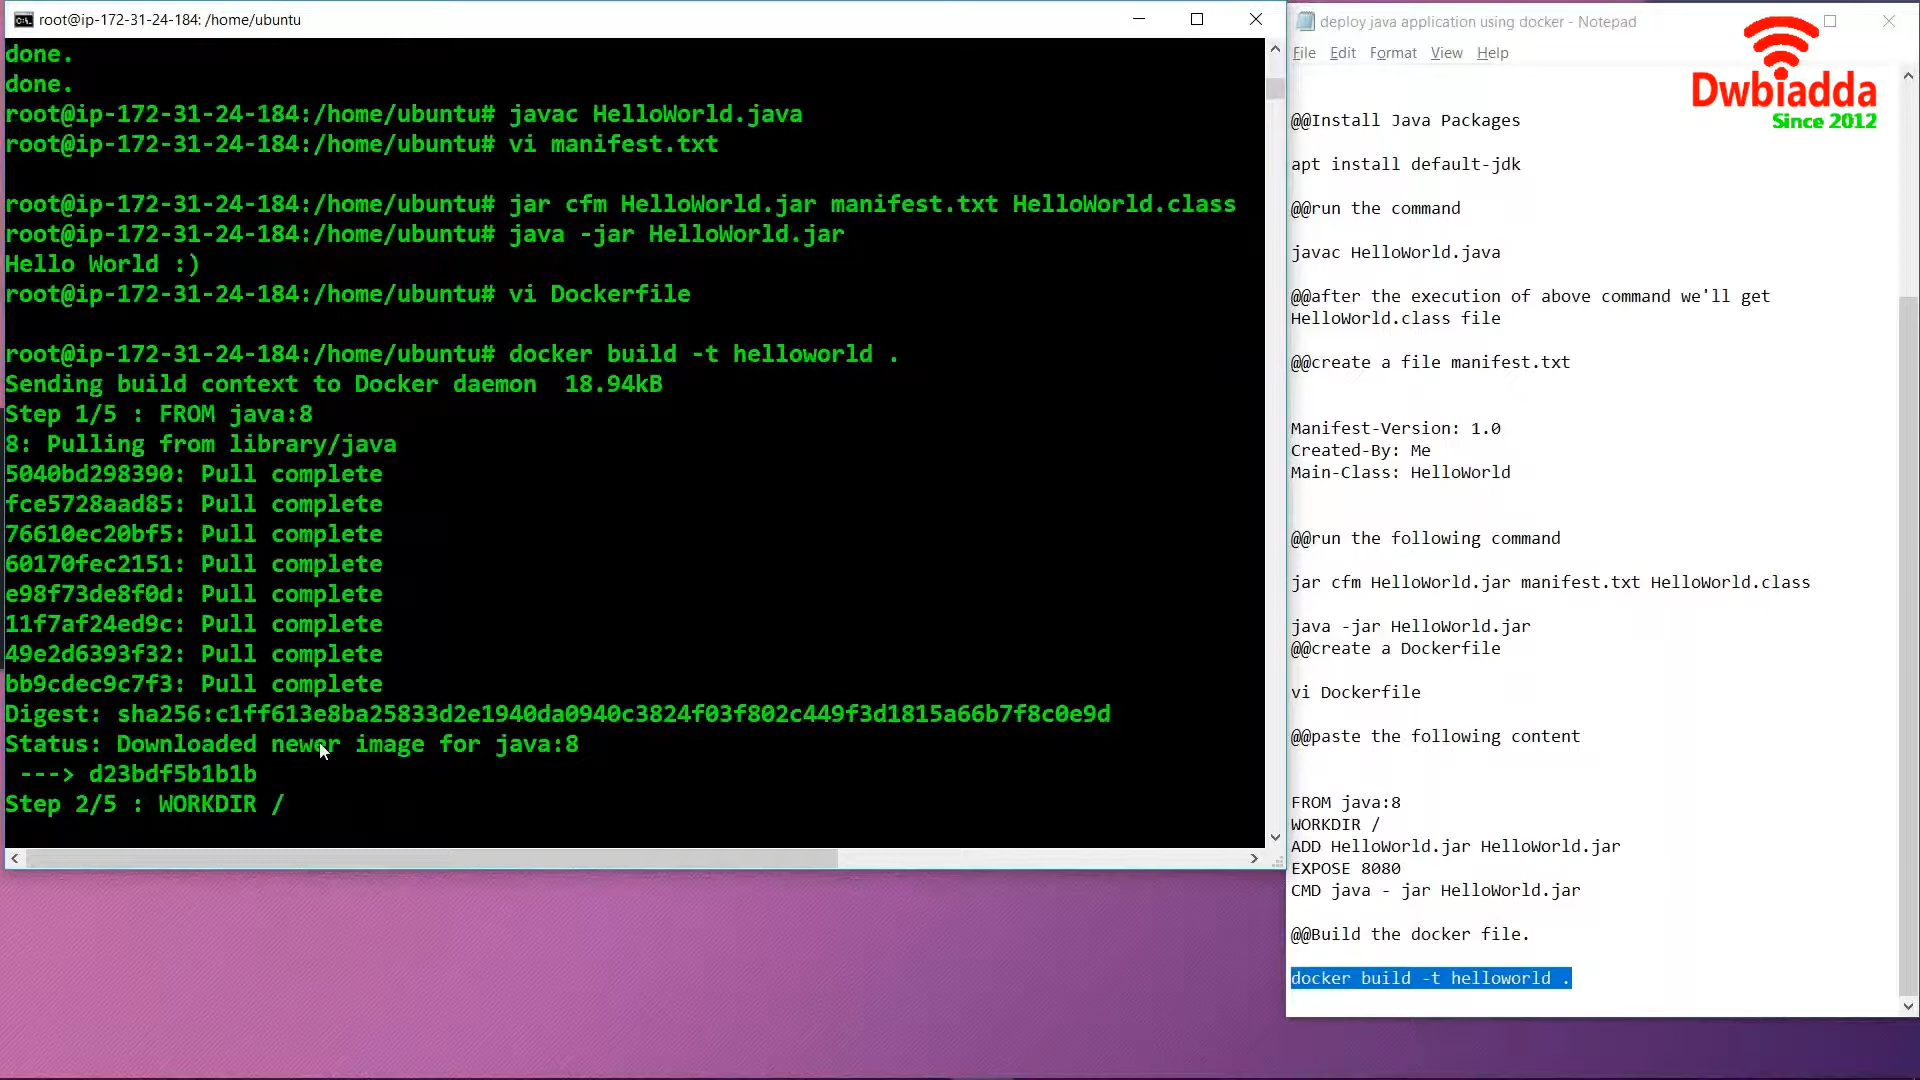 root@ip-172-31-24-184: /home/ubuntu
done.
done.
root@ip-172-31-24-184:/home/ubuntu# javac HelloWorld.java
root@ip-172-31-24-184:/home/ubuntu# vi manifest.txt
root@ip-172-31-24-184:/home/ubuntu# jar cfm HelloWorld.jar manifest.txt HelloWorld.class
root@ip-172-31-24-184:/home/ubuntu# java -jar HelloWorld.jar
Hello World :)
root@ip-172-31-24-184:/home/ubuntu# vi Dockerfile
root@ip-172-31-24-184:/home/ubuntu# docker build -t helloworld .
Sending build context to Docker daemon  18.94kB
Step 1/5 : FROM java:8
8: Pulling from library/java
5040bd298390: Pull complete
fce5728aad85: Pull complete
76610ec20bf5: Pull complete
60170fec2151: Pull complete
e98f73de8f0d: Pull complete
11f7af24ed9c: Pull complete
49e2d6393f32: Pull complete
bb9cdec9c7f3: Pull complete
Digest: sha256:c1ff613e8ba25833d2e1940da0940c3824f03f802c449f3d1815a66b7f8c0e9d
Status: Downloaded newer image for java:8
---> d23bdf5b1b1b
Step 2/5 : WORKDIR /
deploy java application using docker - Notepad
File Edit Format View Help
Dwbiadda
Since 2012
@@Install Java Packages
apt install default-jdk
@@run the command
javac HelloWorld.java
@@after the execution of above command we'll get
HelloWorld.class file
@@create a file manifest.txt
Manifest-Version: 1.0
Created-By: Me
Main-Class: HelloWorld
@@run the following command
jar cfm HelloWorld.jar manifest.txt HelloWorld.class
java -jar HelloWorld.jar
@@create a Dockerfile
vi Dockerfile
@@paste the following content
FROM java:8
WORKDIR /
ADD HelloWorld.jar HelloWorld.jar
EXPOSE 8080
CMD java - jar HelloWorld.jar
@@Build the docker file.
docker build -t helloworld .